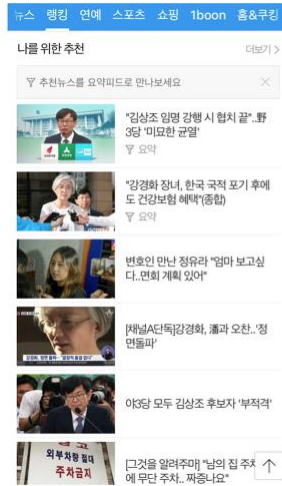 뉴스 랭킹 연예 스포츠 쇼핑 1boon 홈&쿠킹
나를 위한 추천
더보기 >
추천뉴스를 요약피드로 만나보세요
"김상조 임명 강행 시 협치 끝"..野
3당 '미묘한 균열'
요약
"강경화 장녀, 한국 국적 포기 후에
도 건강보험 혜택"(종합)
요약
변호인 만난 정유라 "엄마 보고싶
다..면회 계획 있어"
[채널A단독]강경화, 潘과 오찬..'정
면돌파'
야3당 모두 김상조 후보자 '부적격'
외부차량 절대
주차금지
[그것을 알려주마] "남의 집 주차
에 무단 주차.. 짜증나요"